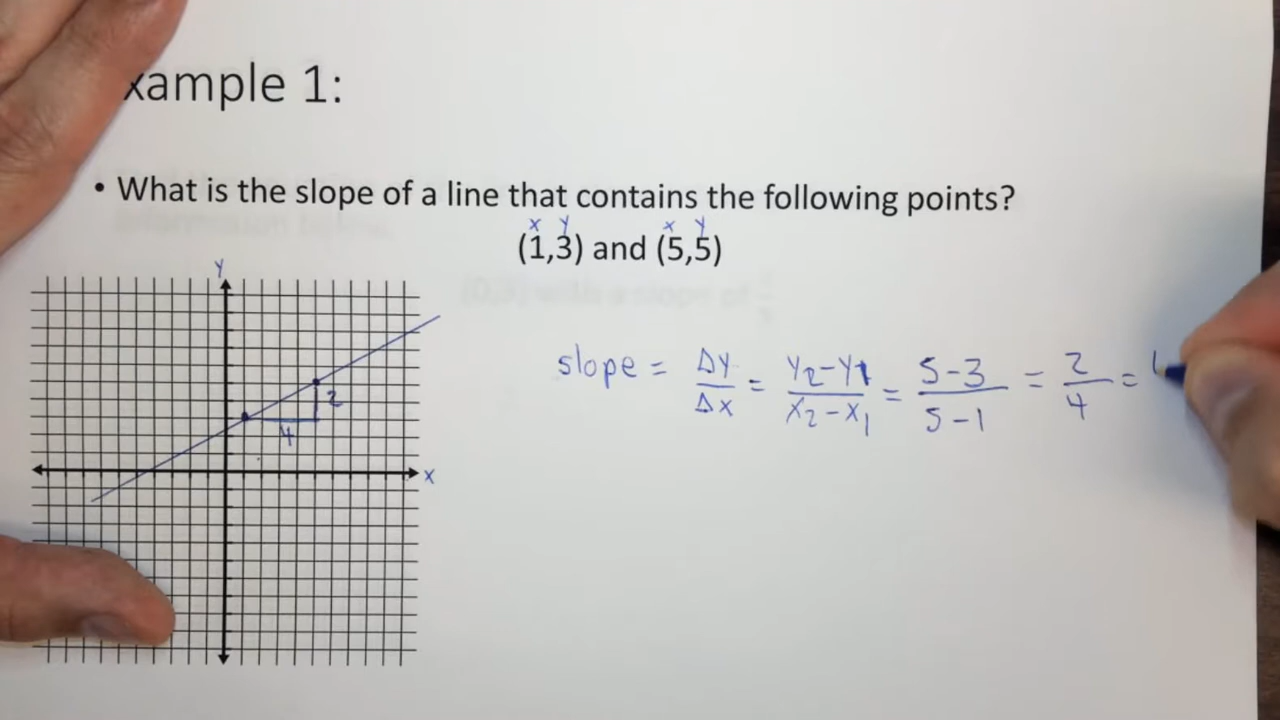 xample 1:
• What is the slope of a line that contains the following points?
x y x y
(1,3) and (5,5)
Y
X
2
4
slope = Δy/Δx = y₂-y₁/x₂-x₁ = 5-3/5-1 = 2/4 =